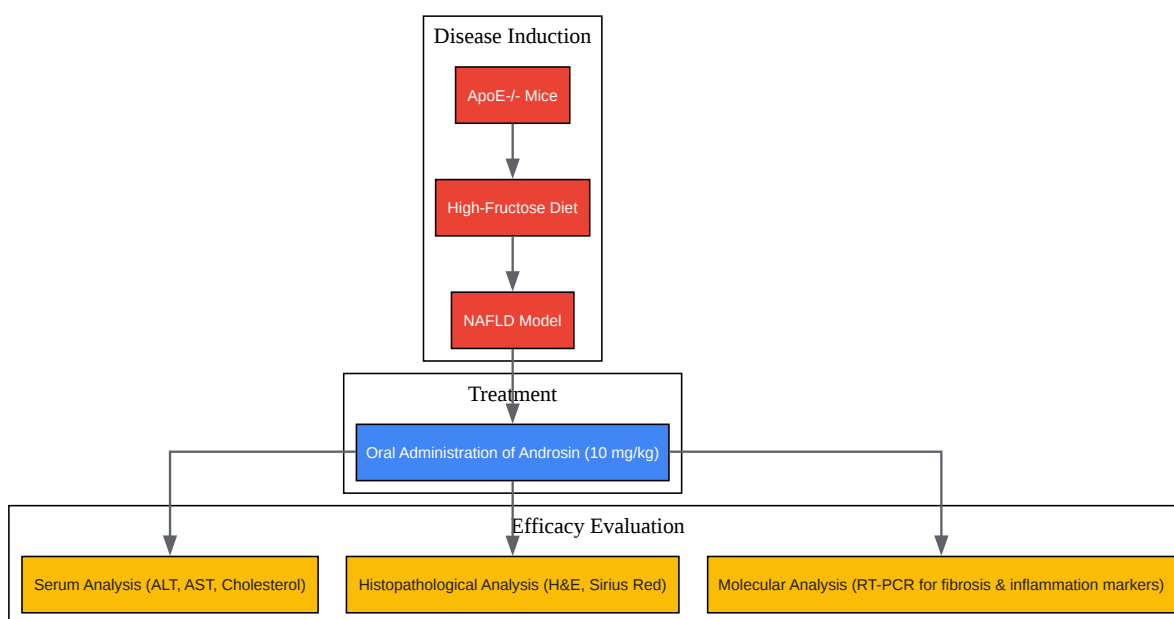 Disease Induction
ApoE-/- Mice
High-Fructose Diet
NAFLD Model
Treatment
Oral Administration of Androsin (10 mg/kg)
Efficacy Evaluation
Serum Analysis (ALT, AST, Cholesterol)
Histopathological Analysis (H&E, Sirius Red)
Molecular Analysis (RT-PCR for fibrosis & inflammation markers)